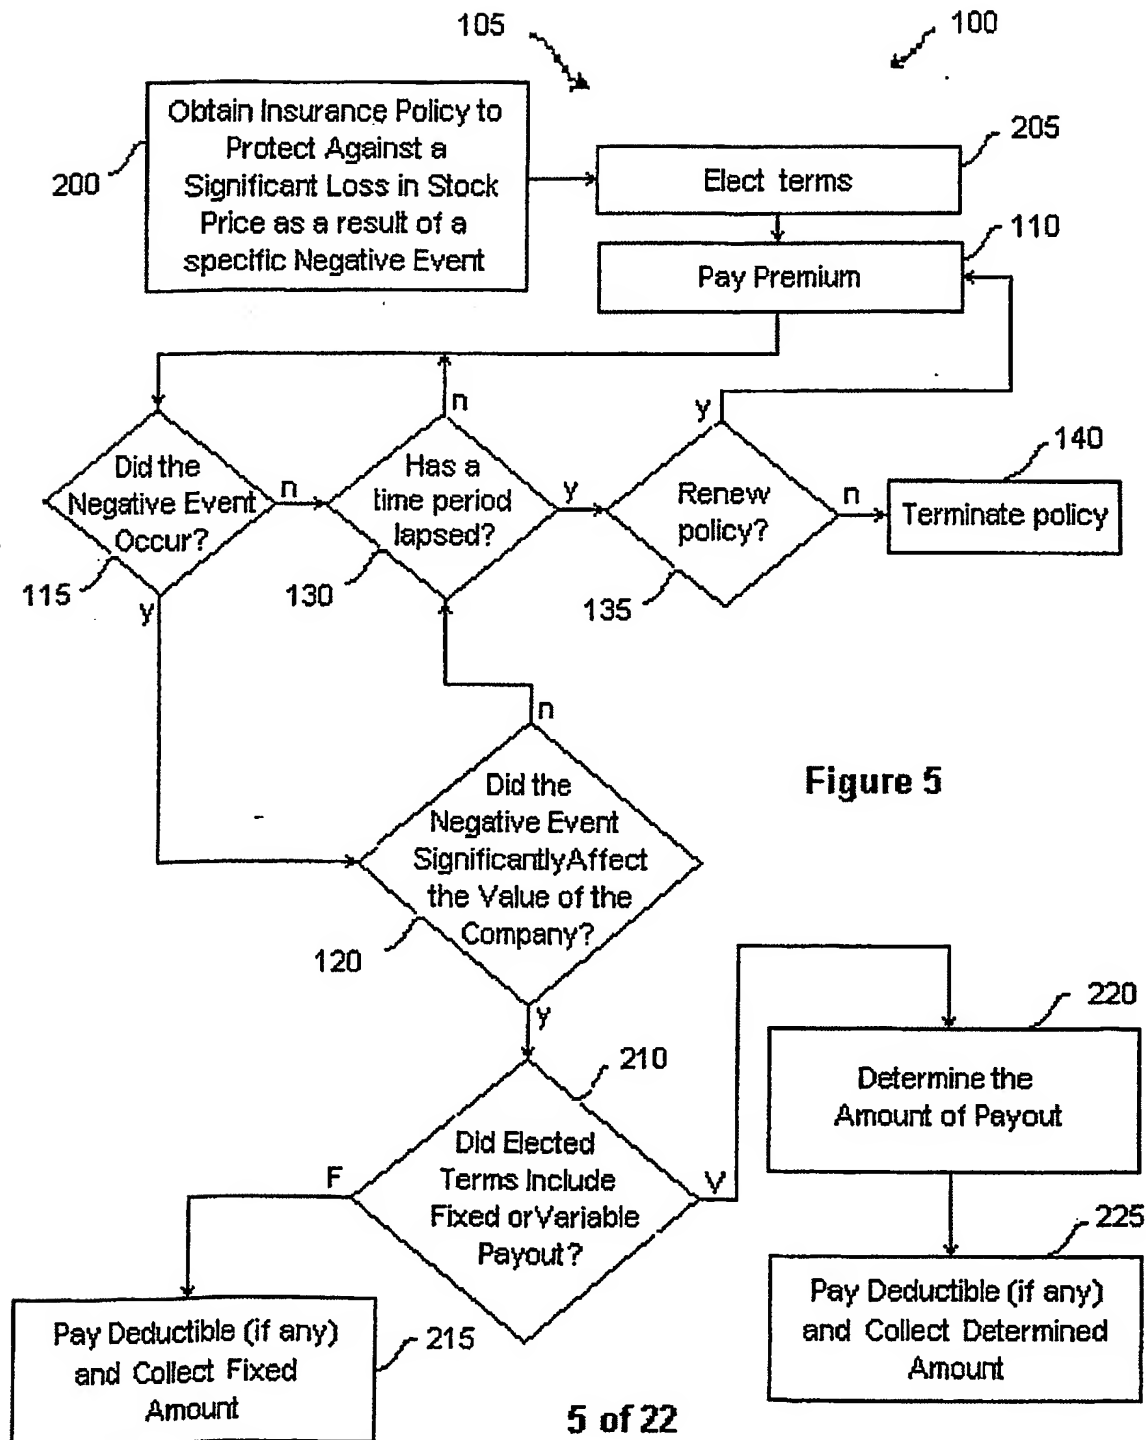 105
100
Obtain Insurance Policy to
Protect Against a
Significant Loss in Stock
Price as a result of a
specific Negative Event
200
205
Elect terms
110
Pay Premium
n
y
Did the
Negative Event
Occur?
n
Has a
time period
lapsed?
y
Renew
policy?
n
140
Terminate policy
115
y
130
135
n
Did the
Negative Event
Significantly Affect
the Value of the
Company?
120
Figure 5
y
210
Did Elected
Terms Include
Fixed or Variable
Payout?
F
V
220
Determine the
Amount of Payout
225
Pay Deductible (if any)
and Collect Determined
Amount
Pay Deductible (if any)
and Collect Fixed
Amount
215
5 of 22